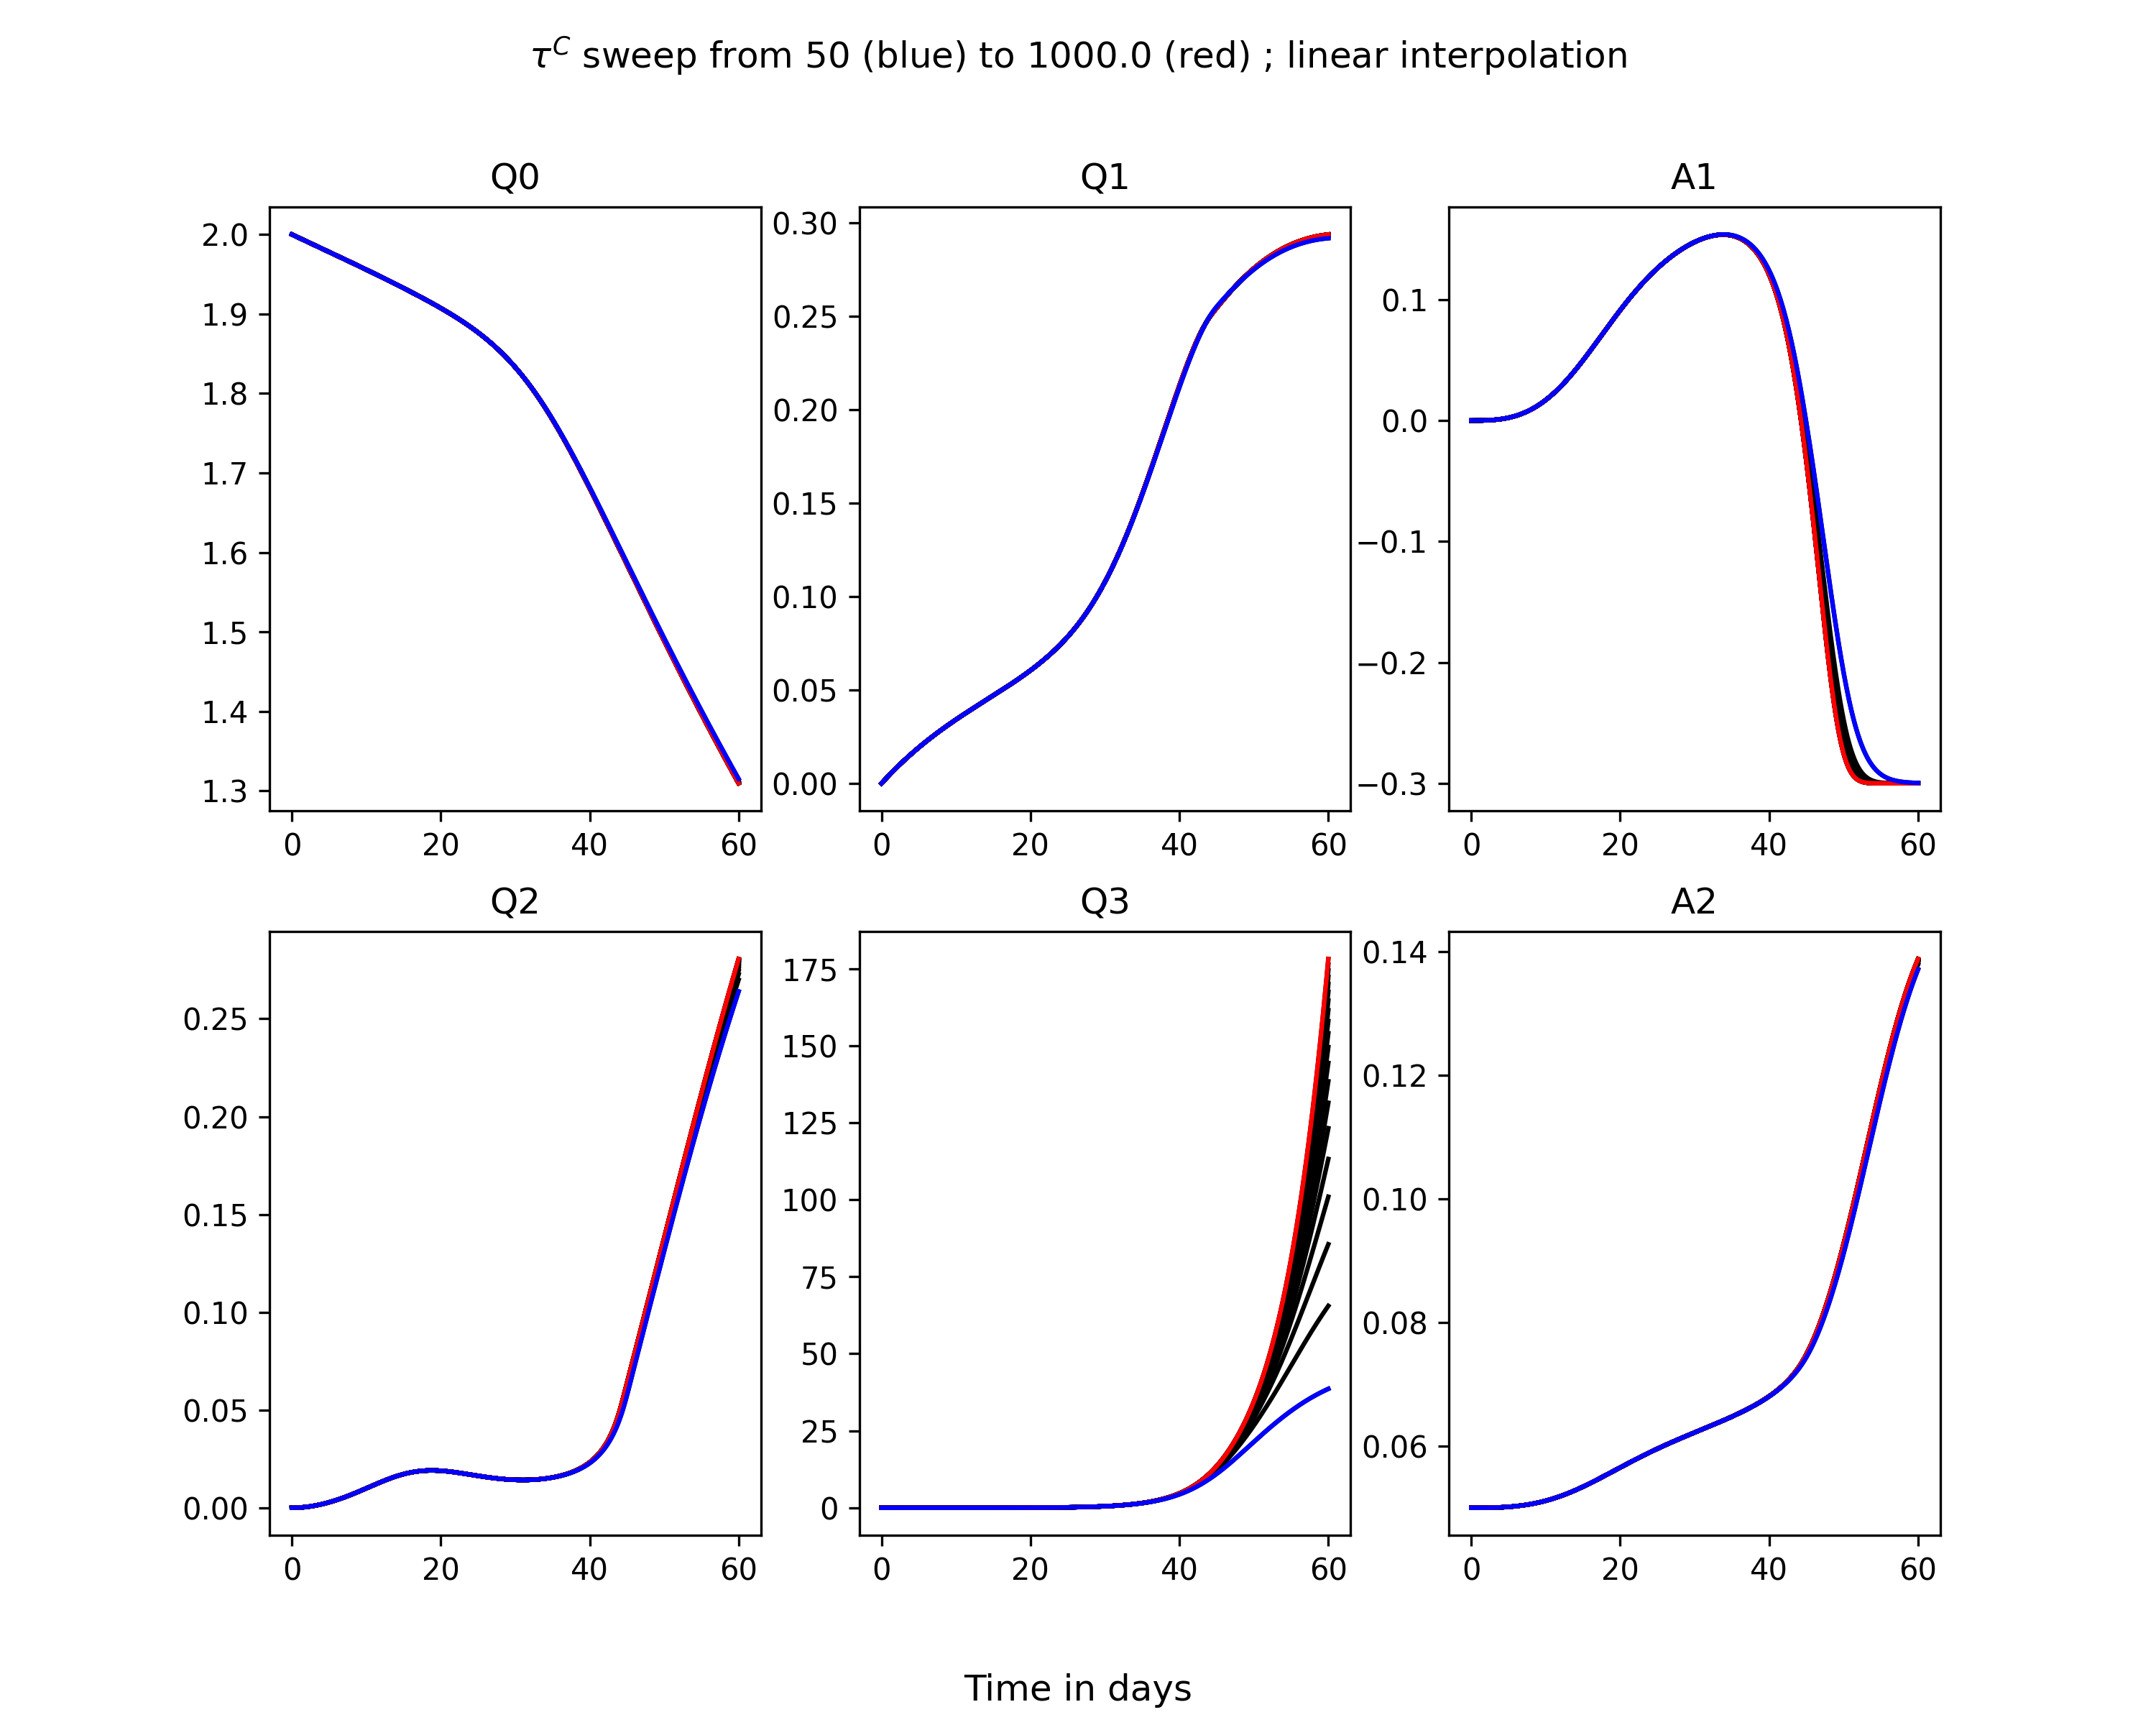 τ^C sweep from 50 (blue) to 1000.0 (red) ; linear interpolation
Q0
2.0
1.9
1.8
1.7
1.6
1.5
1.4
1.3
0 20 40 60
Q1
0.30
0.25
0.20
0.15
0.10
0.05
0.00
0 20 40 60
A1
0.1
0.0
−0.1
−0.2
−0.3
0 20 40 60
Q2
0.25
0.20
0.15
0.10
0.05
0.00
0 20 40 60
Q3
175
150
125
100
75
50
25
0
0 20 40 60
A2
0.14
0.12
0.10
0.08
0.06
0 20 40 60
Time in days